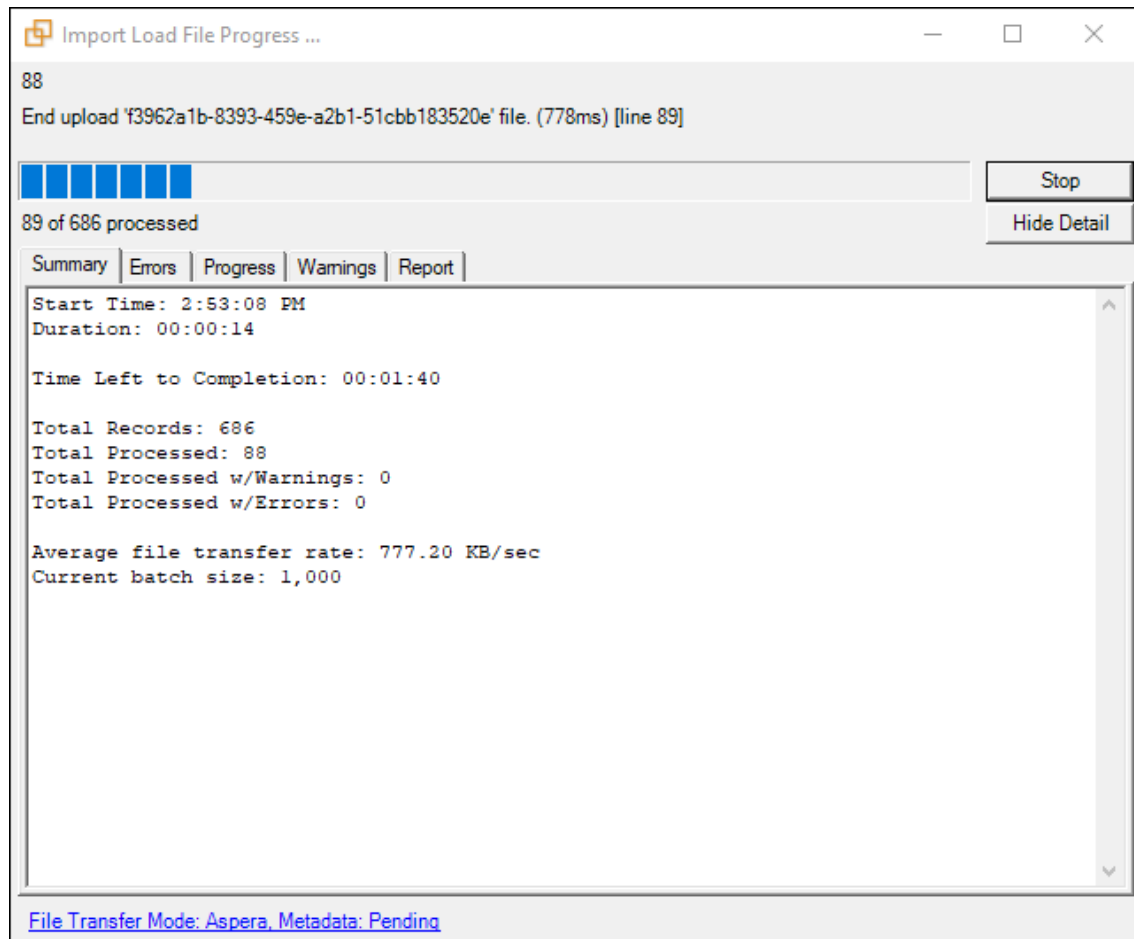 Import Load File Progress ...
88
End upload 'f3962a1b-8393-459e-a2b1-51cbb183520e' file. (778ms) [line 89]
Stop
89 of 686 processed
Hide Detail
Summary Errors Progress Warnings Report
Start Time: 2:53:08 PM
Duration: 00:00:14
Time Left to Completion: 00:01:40
Total Records: 686
Total Processed: 88
Total Processed w/Warnings: 0
Total Processed w/Errors: 0
Average file transfer rate: 777.20 KB/sec
Current batch size: 1,000
File Transfer Mode: Aspera, Metadata: Pending